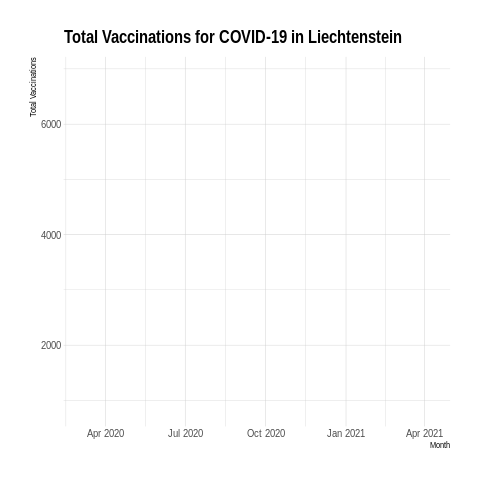 Total Vaccinations for COVID-19 in Liechtenstein
Total Vaccinations
6000
4000
2000
Apr 2020 Jul 2020 Oct 2020 Jan 2021 Apr 2021
Month